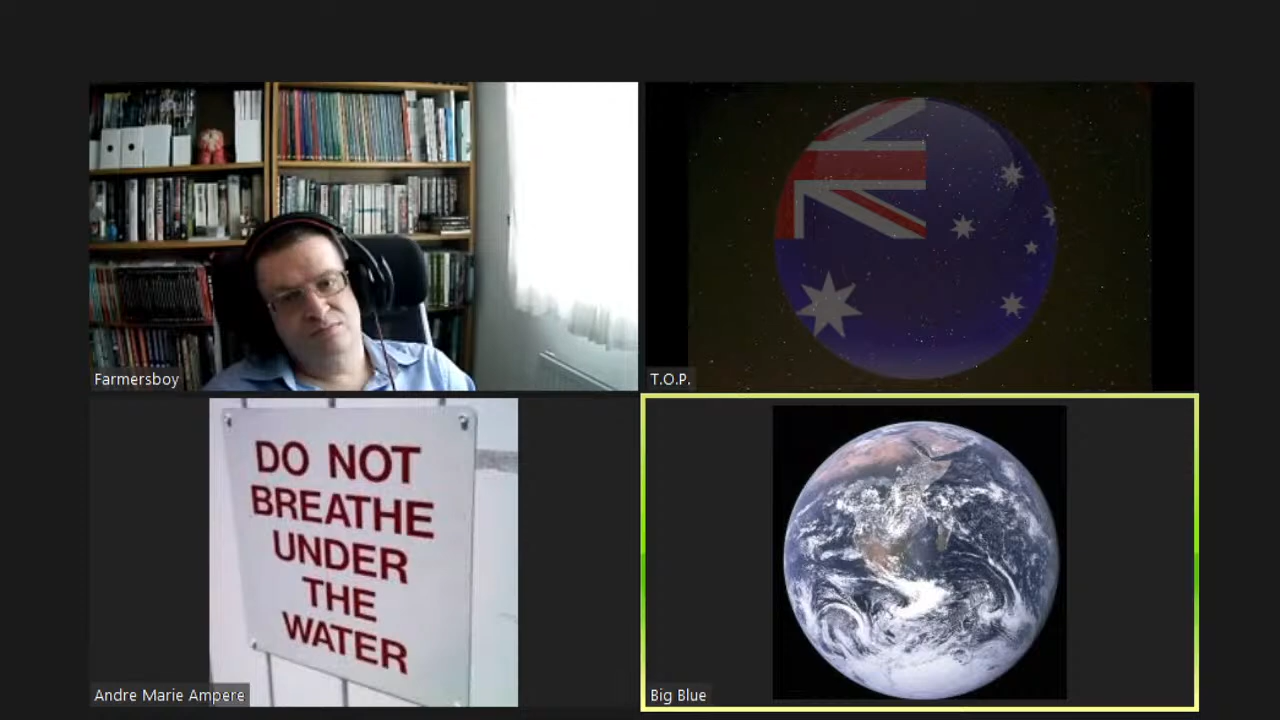 Farmersboy
T.O.P.
DO NOT
BREATHE
UNDER
THE
WATER
Andre Marie Ampere
Big Blue